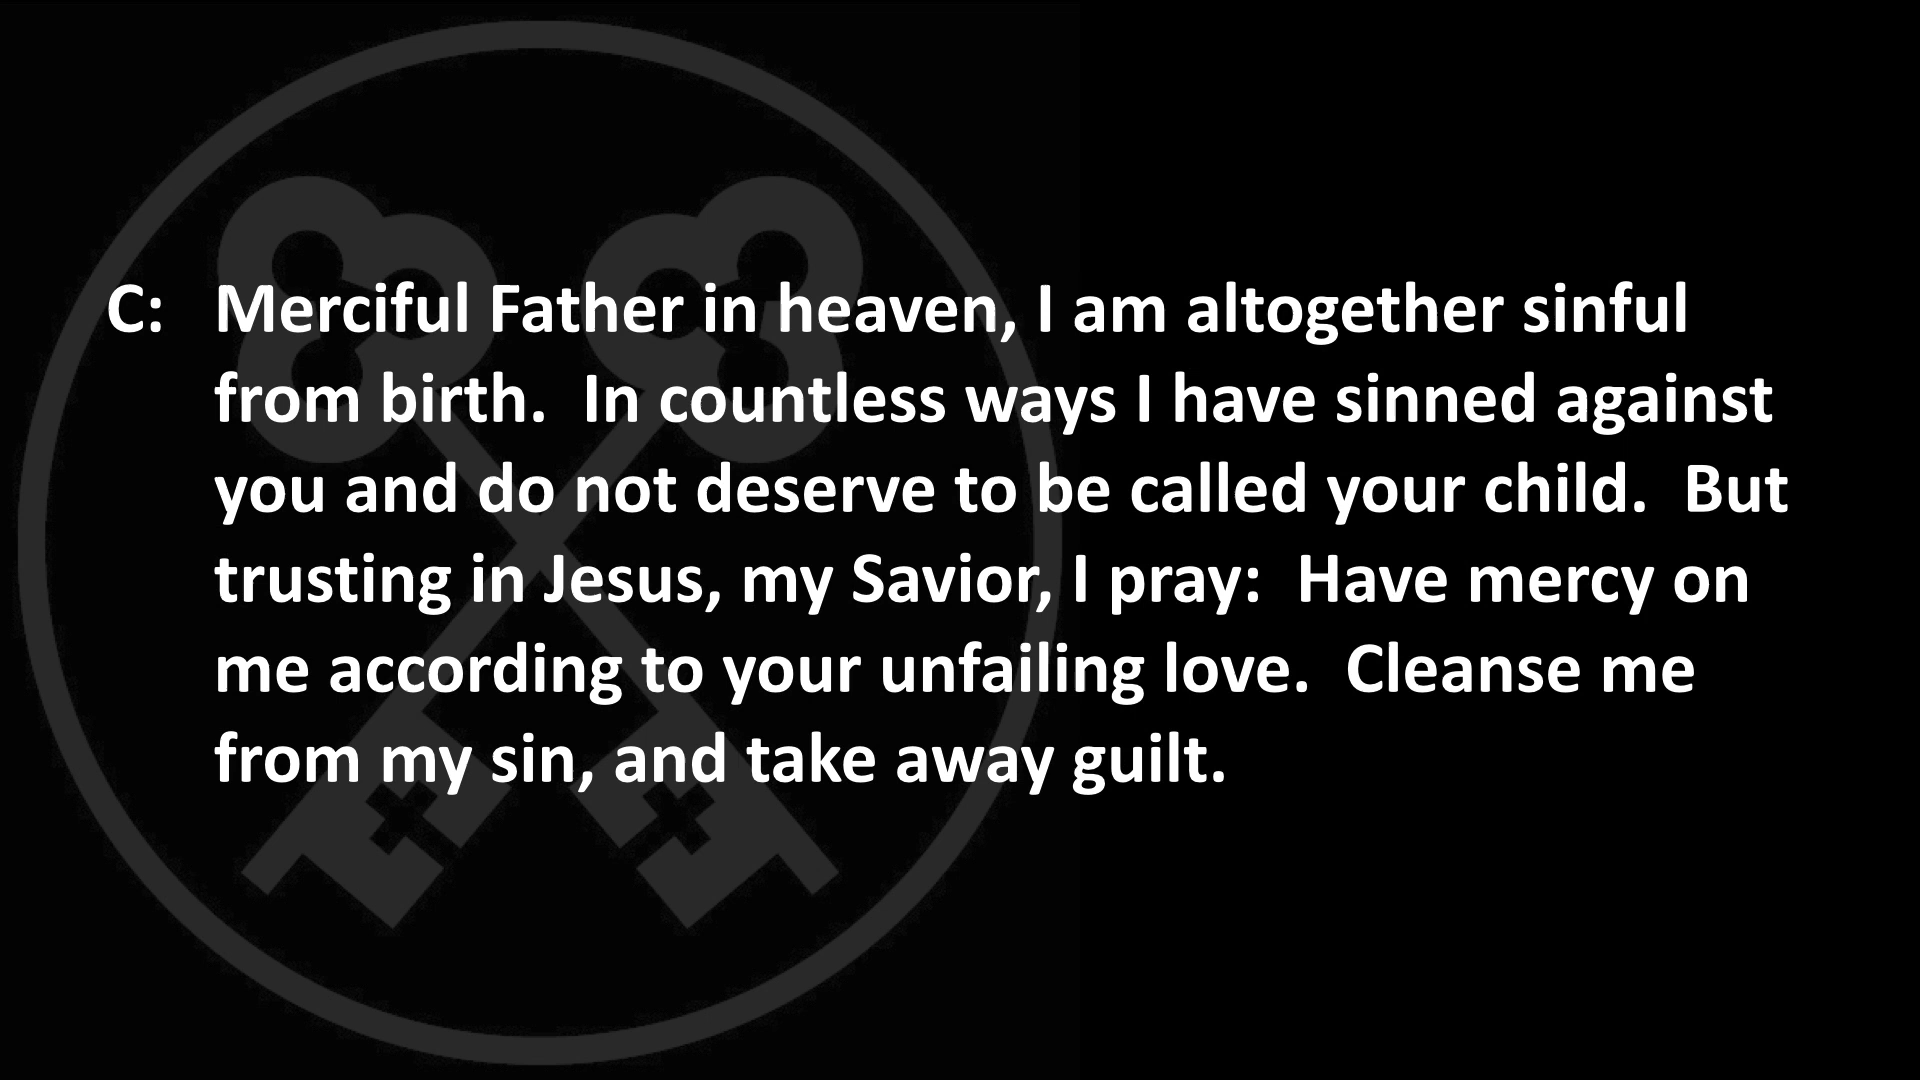 C: Merciful Father in heaven, I am altogether sinful
from birth.  In countless ways I have sinned against
you and do not deserve to be called your child.  But
trusting in Jesus, my Savior, I pray:  Have mercy on
me according to your unfailing love.  Cleanse me
from my sin, and take away guilt.